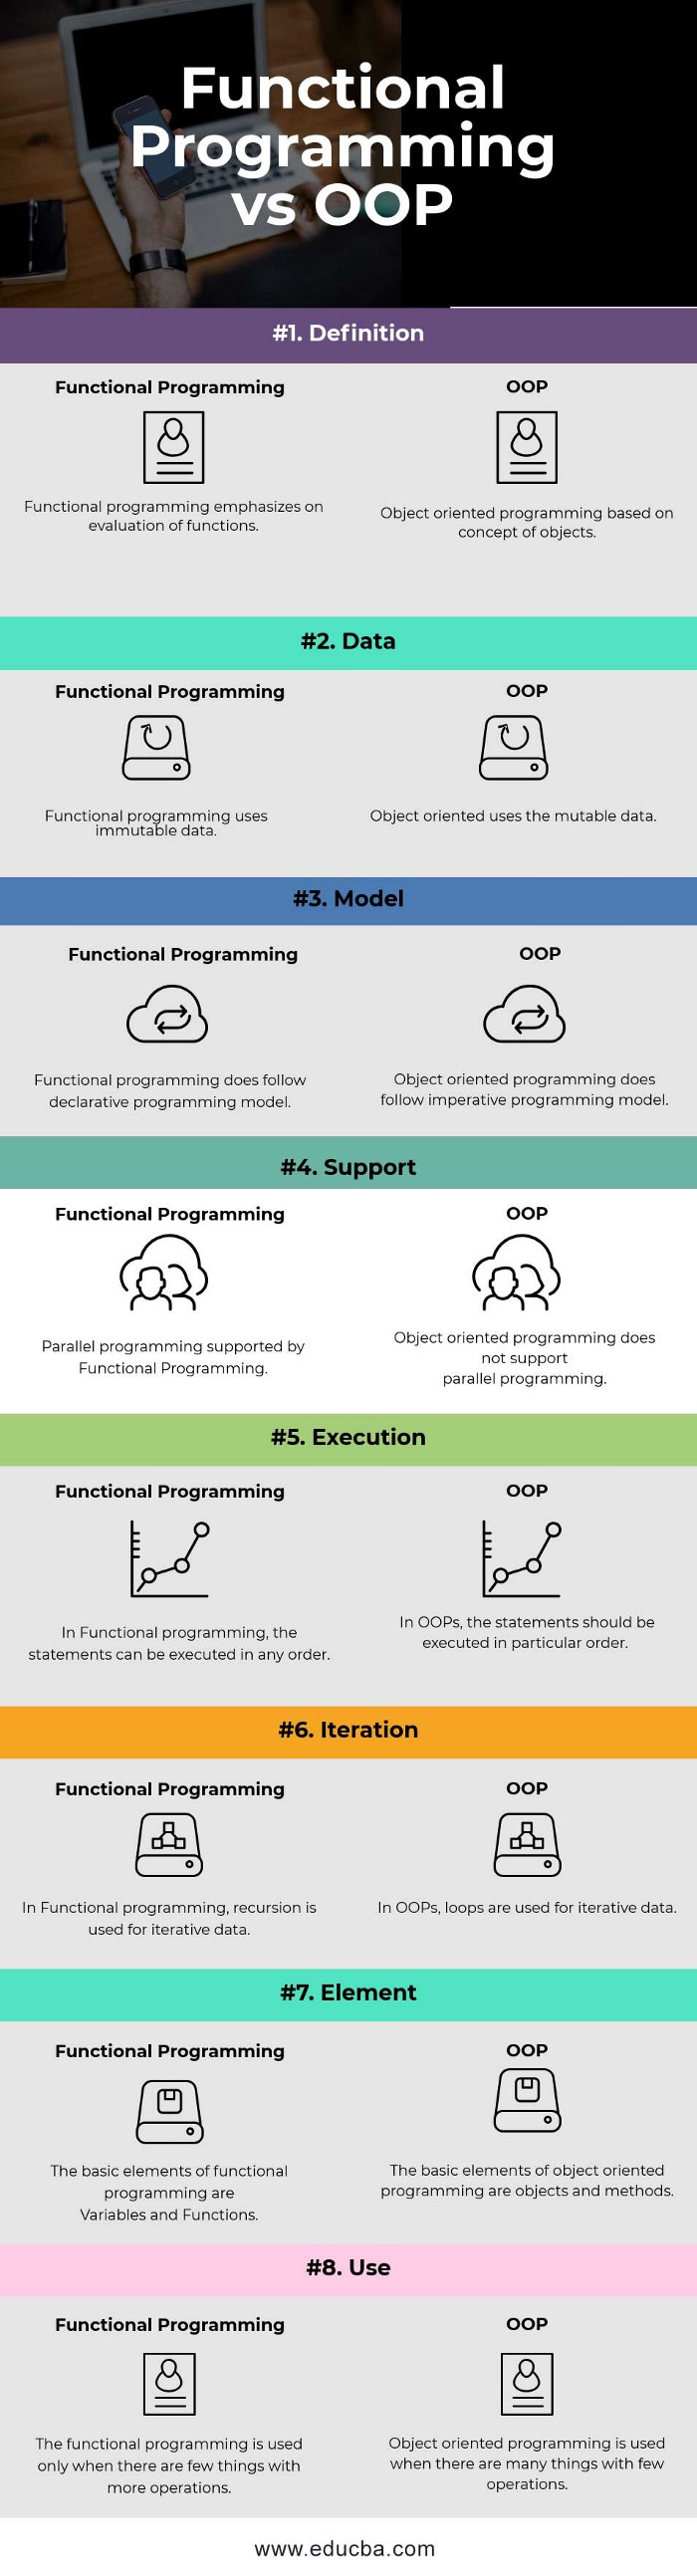 Functional
Programming
vs OOP
#1. Definition
Functional Programming
Functional programming emphasizes on
evaluation of functions.
OOP
Object oriented programming based on
concept of objects.
#2. Data
Functional Programming
Functional programming uses
immutable data.
OOP
Object oriented uses the mutable data.
#3. Model
Functional Programming
Functional programming does follow
declarative programming model.
OOP
Object oriented programming does
follow imperative programming model.
#4. Support
Functional Programming
Parallel programming supported by
Functional Programming.
OOP
Object oriented programming does
not support
parallel programming.
#5. Execution
Functional Programming
In Functional programming, the
statements can be executed in any order.
OOP
In OOPs, the statements should be
executed in particular order.
#6. Iteration
Functional Programming
In Functional programming, recursion is
used for iterative data.
OOP
In OOPs, loops are used for iterative data.
#7. Element
Functional Programming
The basic elements of functional
programming are
Variables and Functions.
OOP
The basic elements of object oriented
programming are objects and methods.
#8. Use
Functional Programming
The functional programming is used
only when there are few things with
more operations.
OOP
Object oriented programming is used
when there are many things with few
operations.
www.educba.com